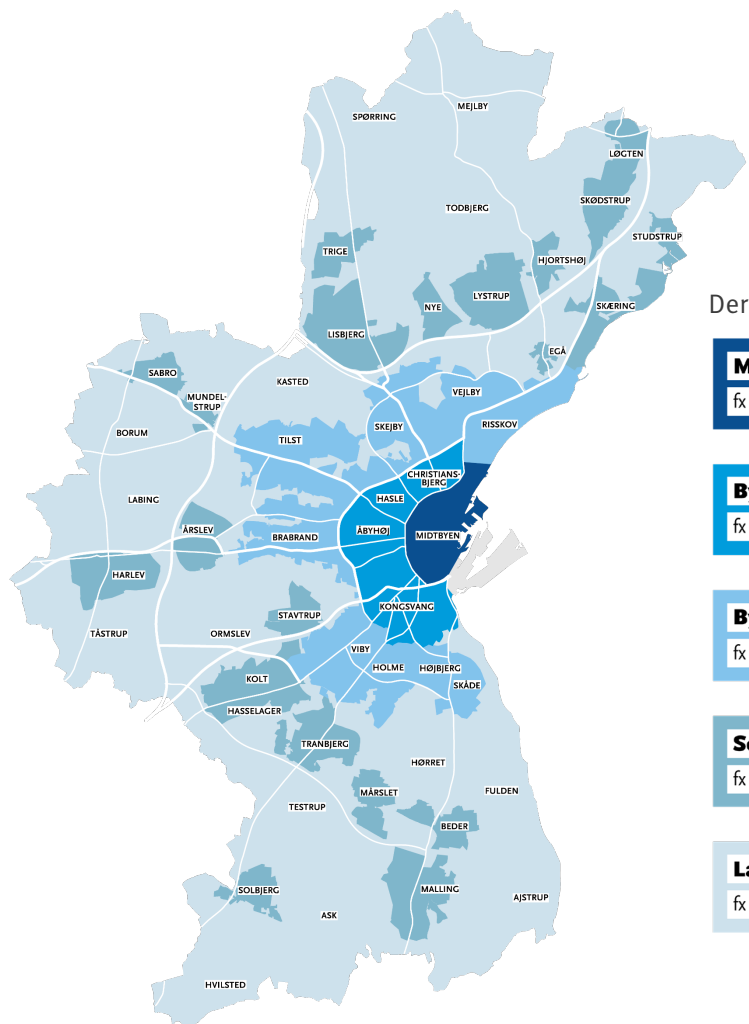 MEJLBY
SPØRRING
LØGTEN
SKØDSTRUP
TODBJERG
STUDSTRUP
TRIGE
HJORTSHØJ
LYSTRUP
NYE
SKÆRING
LISBJERG
EGÅ
SABRO
KASTED
VEJLBY
MUNDEL-
STRUP
RISSKOV
SKEJBY
BORUM
TILST
CHRISTIANS-
BJERG
LABING
HASLE
ÅRSLEV
ÅBYHØJ
BRABRAND
MIDTBYEN
HARLEV
KONGSVANG
STAVTRUP
TÅSTRUP
ORMSLEV
VIBY
HOLME
HØJBJERG
KOLT
SKÅDE
HASSELAGER
TRANBJERG
HØRRET
MÅRSLET
FULDEN
TESTRUP
BEDER
SOLBJERG
MALLING
AJSTRUP
ASK
HVILSTED
Der
M
fx
By
fx
By
fx
fx
La
fx